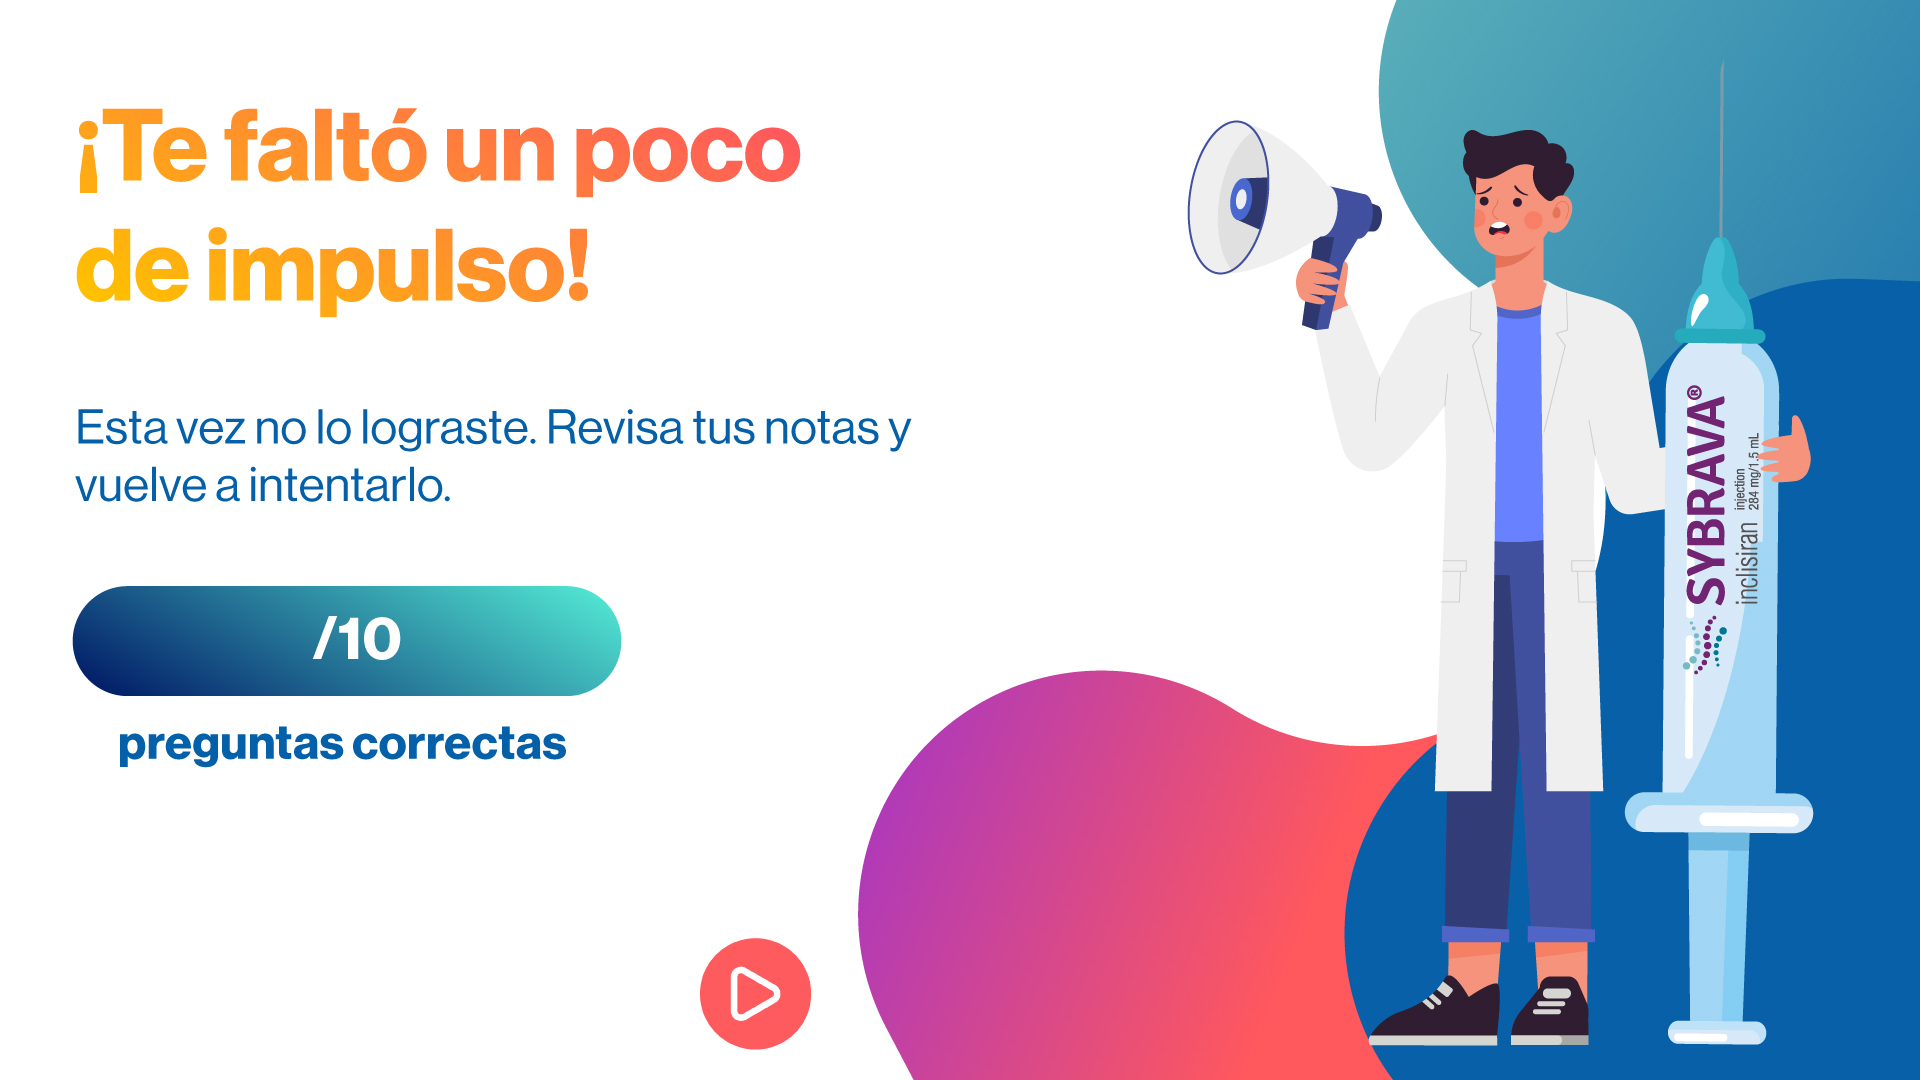 ¡Te faltó un poco
de impulso!
Esta vez no lo lograste. Revisa tus notas y
vuelve a intentarlo.
/10
preguntas correctas
SYBRAVA®
inclisiran
injection
284 mg/1.5 mL